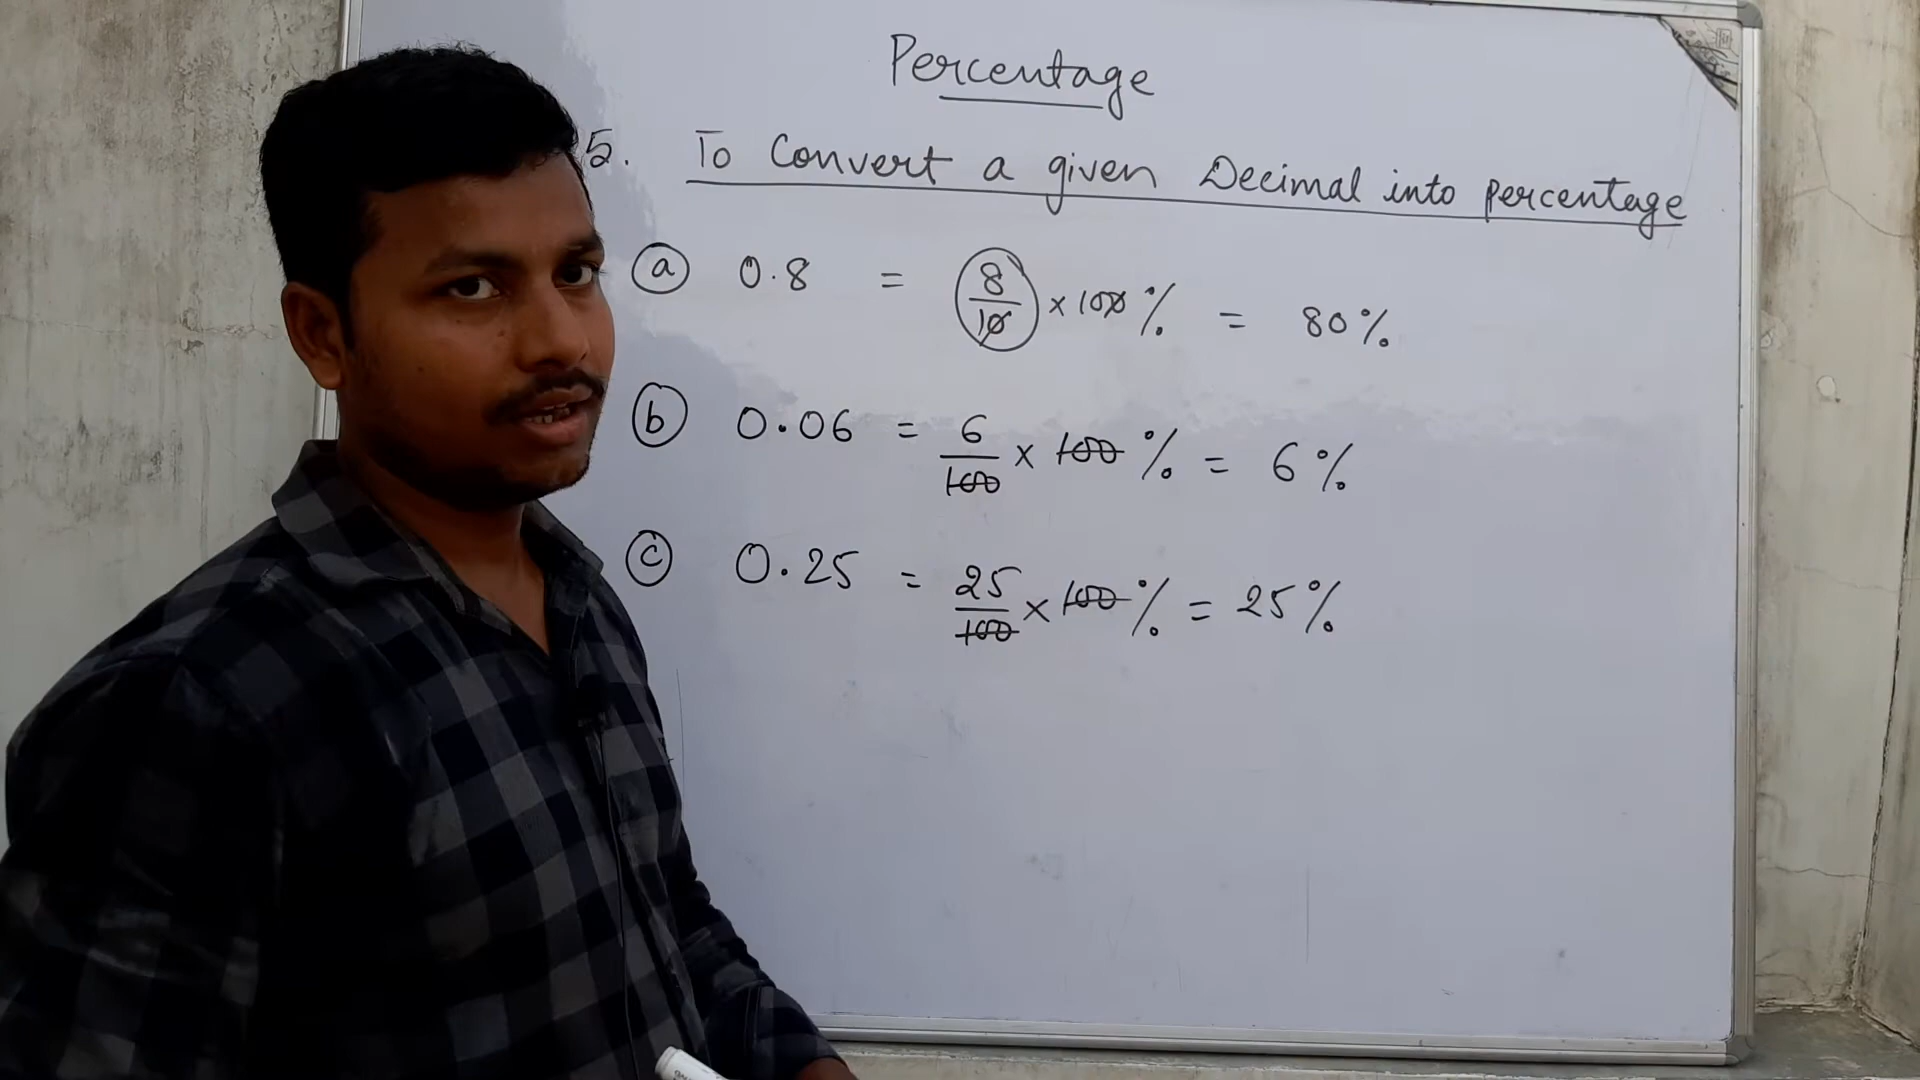 Percentage
5. To Convert a given Decimal into percentage
(a) 0.8 = 8/10 × 100 % = 80%
(b) 0.06 = 6/100 × 100 % = 6%
(c) 0.25 = 25/100 × 100 % = 25%